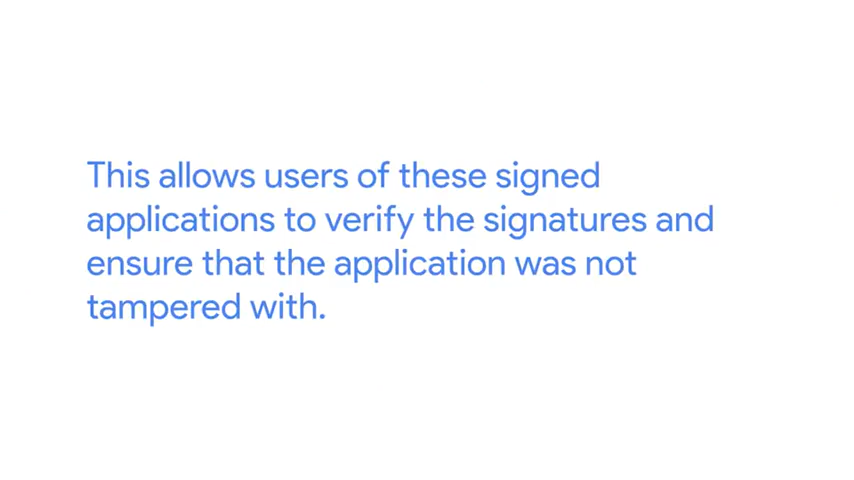 This allows users of these signed
applications to verify the signatures and
ensure that the application was not
tampered with.